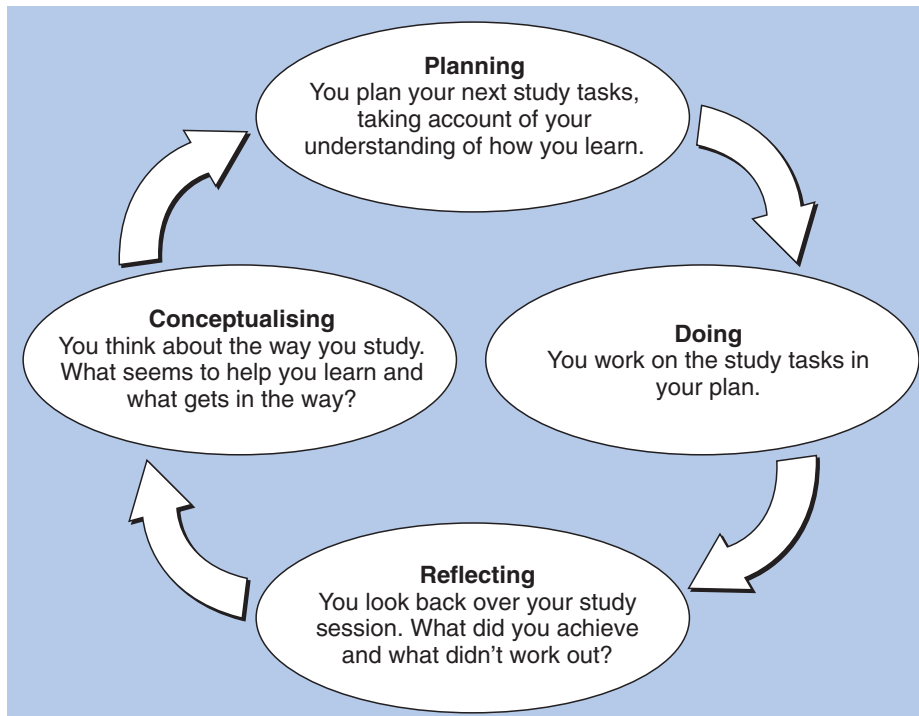 Planning
You plan your next study tasks,
taking account of your
understanding of how you learn.
Conceptualising
You think about the way you study.
What seems to help you learn and
what gets in the way?
Doing
You work on the study tasks in
your plan.
Reflecting
You look back over your study
session. What did you achieve
and what didn’t work out?